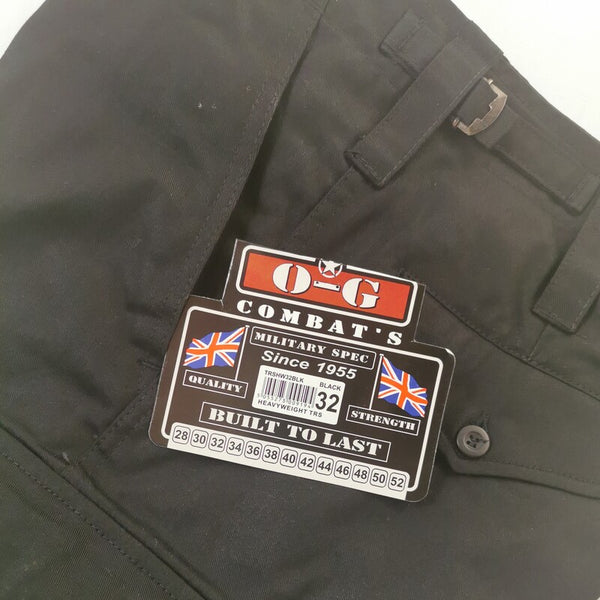 O-G
COMBAT'S
MILITARY SPEC
Since 1955
QUALITY
TRSHW32BLK
BLACK
32
HEAVYWEIGHT TRS
STRENGTH
BUILT TO LAST
28 30 32 34 36 38 40 42 44 46 48 50 52